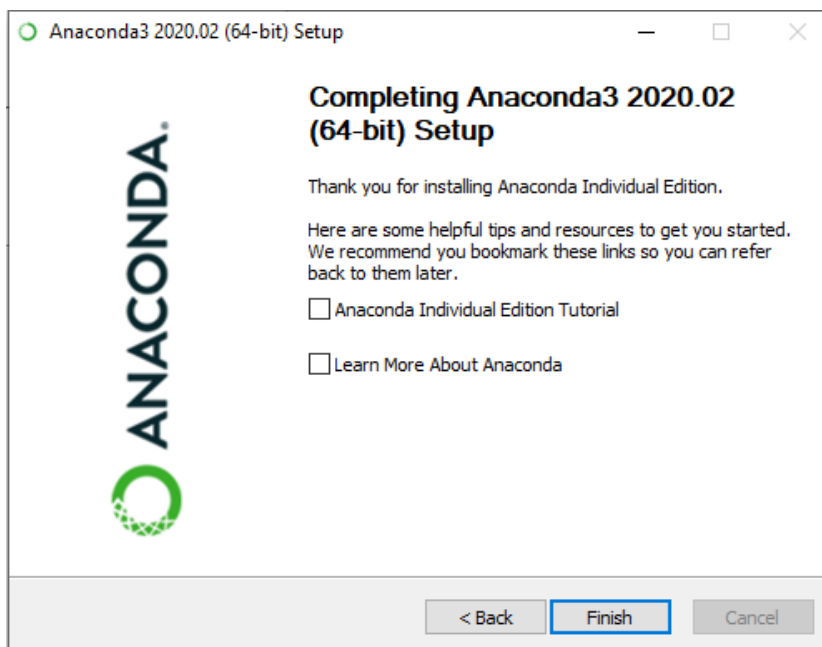 Anaconda3 2020.02 (64-bit) Setup
Completing Anaconda3 2020.02
(64-bit) Setup
Thank you for installing Anaconda Individual Edition.
Here are some helpful tips and resources to get you started.
We recommend you bookmark these links so you can refer
back to them later.
Anaconda Individual Edition Tutorial
Learn More About Anaconda
ANACONDA.
< Back
Finish
Cancel